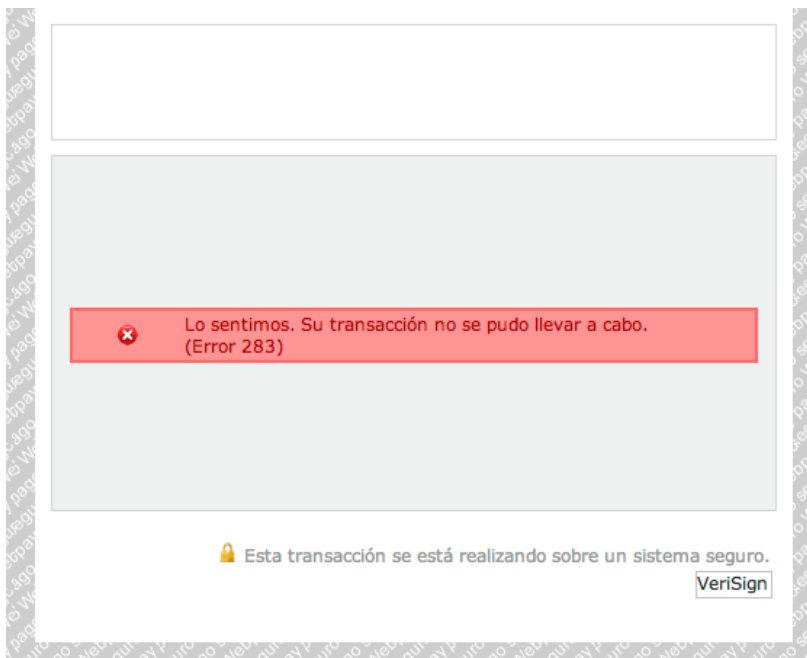 Lo sentimos. Su transacción no se pudo llevar a cabo.
(Error 283)
Esta transacción se está realizando sobre un sistema seguro.
VeriSign